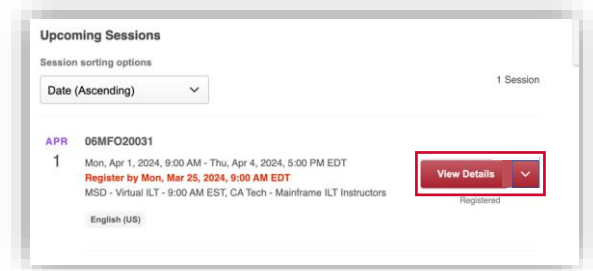 Upcoming Sessions
Session sorting options
Date (Ascending)
1 Session
APR
1
06MFO20031
Mon, Apr 1, 2024, 9:00 AM - Thu, Apr 4, 2024, 5:00 PM EDT
Register by Mon, Mar 25, 2024, 9:00 AM EDT
MSD - Virtual ILT - 9:00 AM EST, CA Tech - Mainframe ILT Instructors
English (US)
View Details
Registered